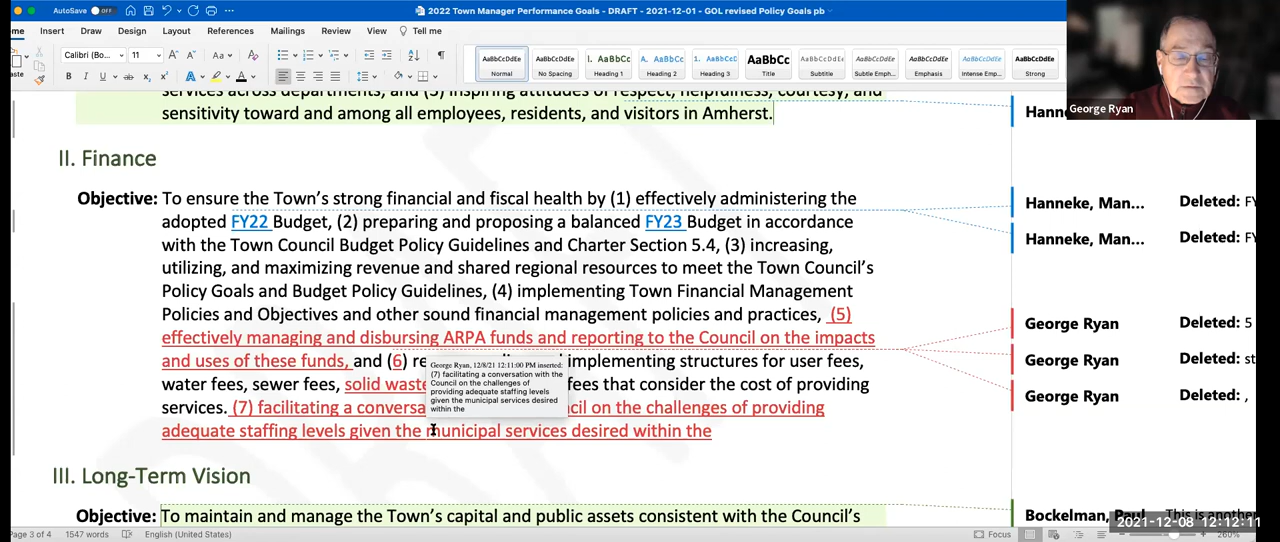 AutoSave
2022 Town Manager Performance Goals - DRAFT - 2021-12-01 - GOL revised Policy Goals pb
Insert Draw Design Layout References Mailings Review View Tell me
Calibri (Bo... 11
AaBbCcDdEe AaBbCcDdEe 1. AaBbCc A. AaBbCc 1. AaBbCcD AaBbCc AaBbCcDdEe AaBbCcDdEe AaBbCcDdEe AaBbCcDdEe AaBbCcDdEe
Normal No Spacing Heading 1 Heading 2 Heading 3 Title Subtitle Subtle Emph... Emphasis Intense Emp... Strong
George Ryan
services across departments, and (5) inspiring attitudes of respect, helpfulness, courtesy, and
sensitivity toward and among all employees, residents, and visitors in Amherst.
II. Finance
Objective: To ensure the Town's strong financial and fiscal health by (1) effectively administering the
adopted FY22 Budget, (2) preparing and proposing a balanced FY23 Budget in accordance
with the Town Council Budget Policy Guidelines and Charter Section 5.4, (3) increasing,
utilizing, and maximizing revenue and shared regional resources to meet the Town Council's
Policy Goals and Budget Policy Guidelines, (4) implementing Town Financial Management
Policies and Objectives and other sound financial management policies and practices, (5)
effectively managing and disbursing ARPA funds and reporting to the Council on the impacts
and uses of these funds, and (6) implementing structures for user fees,
water fees, sewer fees, solid waste fees that consider the cost of providing
services. (7) facilitating a conversa cil on the challenges of providing
adequate staffing levels given the municipal services desired within the
George Ryan, 12/8/21 12:11:00 PM inserted:
(7) facilitating a conversation with the
Council on the challenges of
providing adequate staffing levels
given the municipal services desired
within the
III. Long-Term Vision
Objective: To maintain and manage the Town's capital and public assets consistent with the Council's
Hanne
Hanneke, Man... Deleted: FY
Hanneke, Man... Deleted: FY
George Ryan Deleted: 5
George Ryan Deleted: st
George Ryan Deleted: ,
Bockelman, Paul
2021-12-08 12:12:11
Page 3 of 4 1547 words English (United States) Focus 260%